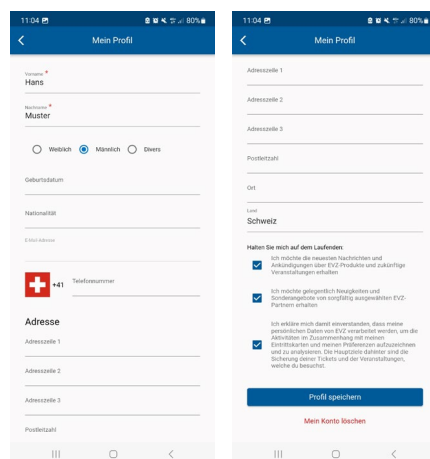 11:04 80%
Mein Profil
Vorname *
Hans
Nachname *
Muster
Weiblich Männlich Divers
Geburtsdatum
Nationalität
E-Mail-Adresse
+41 Telefonnummer
Adresse
Adresszeile 1
Adresszeile 2
Adresszeile 3
Postleitzahl
11:04 80%
Mein Profil
Adresszeile 1
Adresszeile 2
Adresszeile 3
Postleitzahl
Ort
Land
Schweiz
Halten Sie mich auf dem Laufenden:
Ich möchte die neuesten Nachrichten und
Ankündigungen über EVZ-Produkte und zukünftige
Veranstaltungen erhalten
Ich möchte gelegentlich Neuigkeiten und
Sonderangebote von sorgfältig ausgewählten EVZ-
Partnern erhalten
Ich erkläre mich damit einverstanden, dass meine
persönlichen Daten von EVZ verarbeitet werden, um die
Aktivitäten im Zusammenhang mit meinen
Eintrittskarten und meinen Präferenzen aufzuzeichnen
und zu analysieren. Die Hauptziele dahinter sind die
Sicherung deiner Tickets und der Veranstaltungen,
welche du besuchst.
Profil speichern
Mein Konto löschen